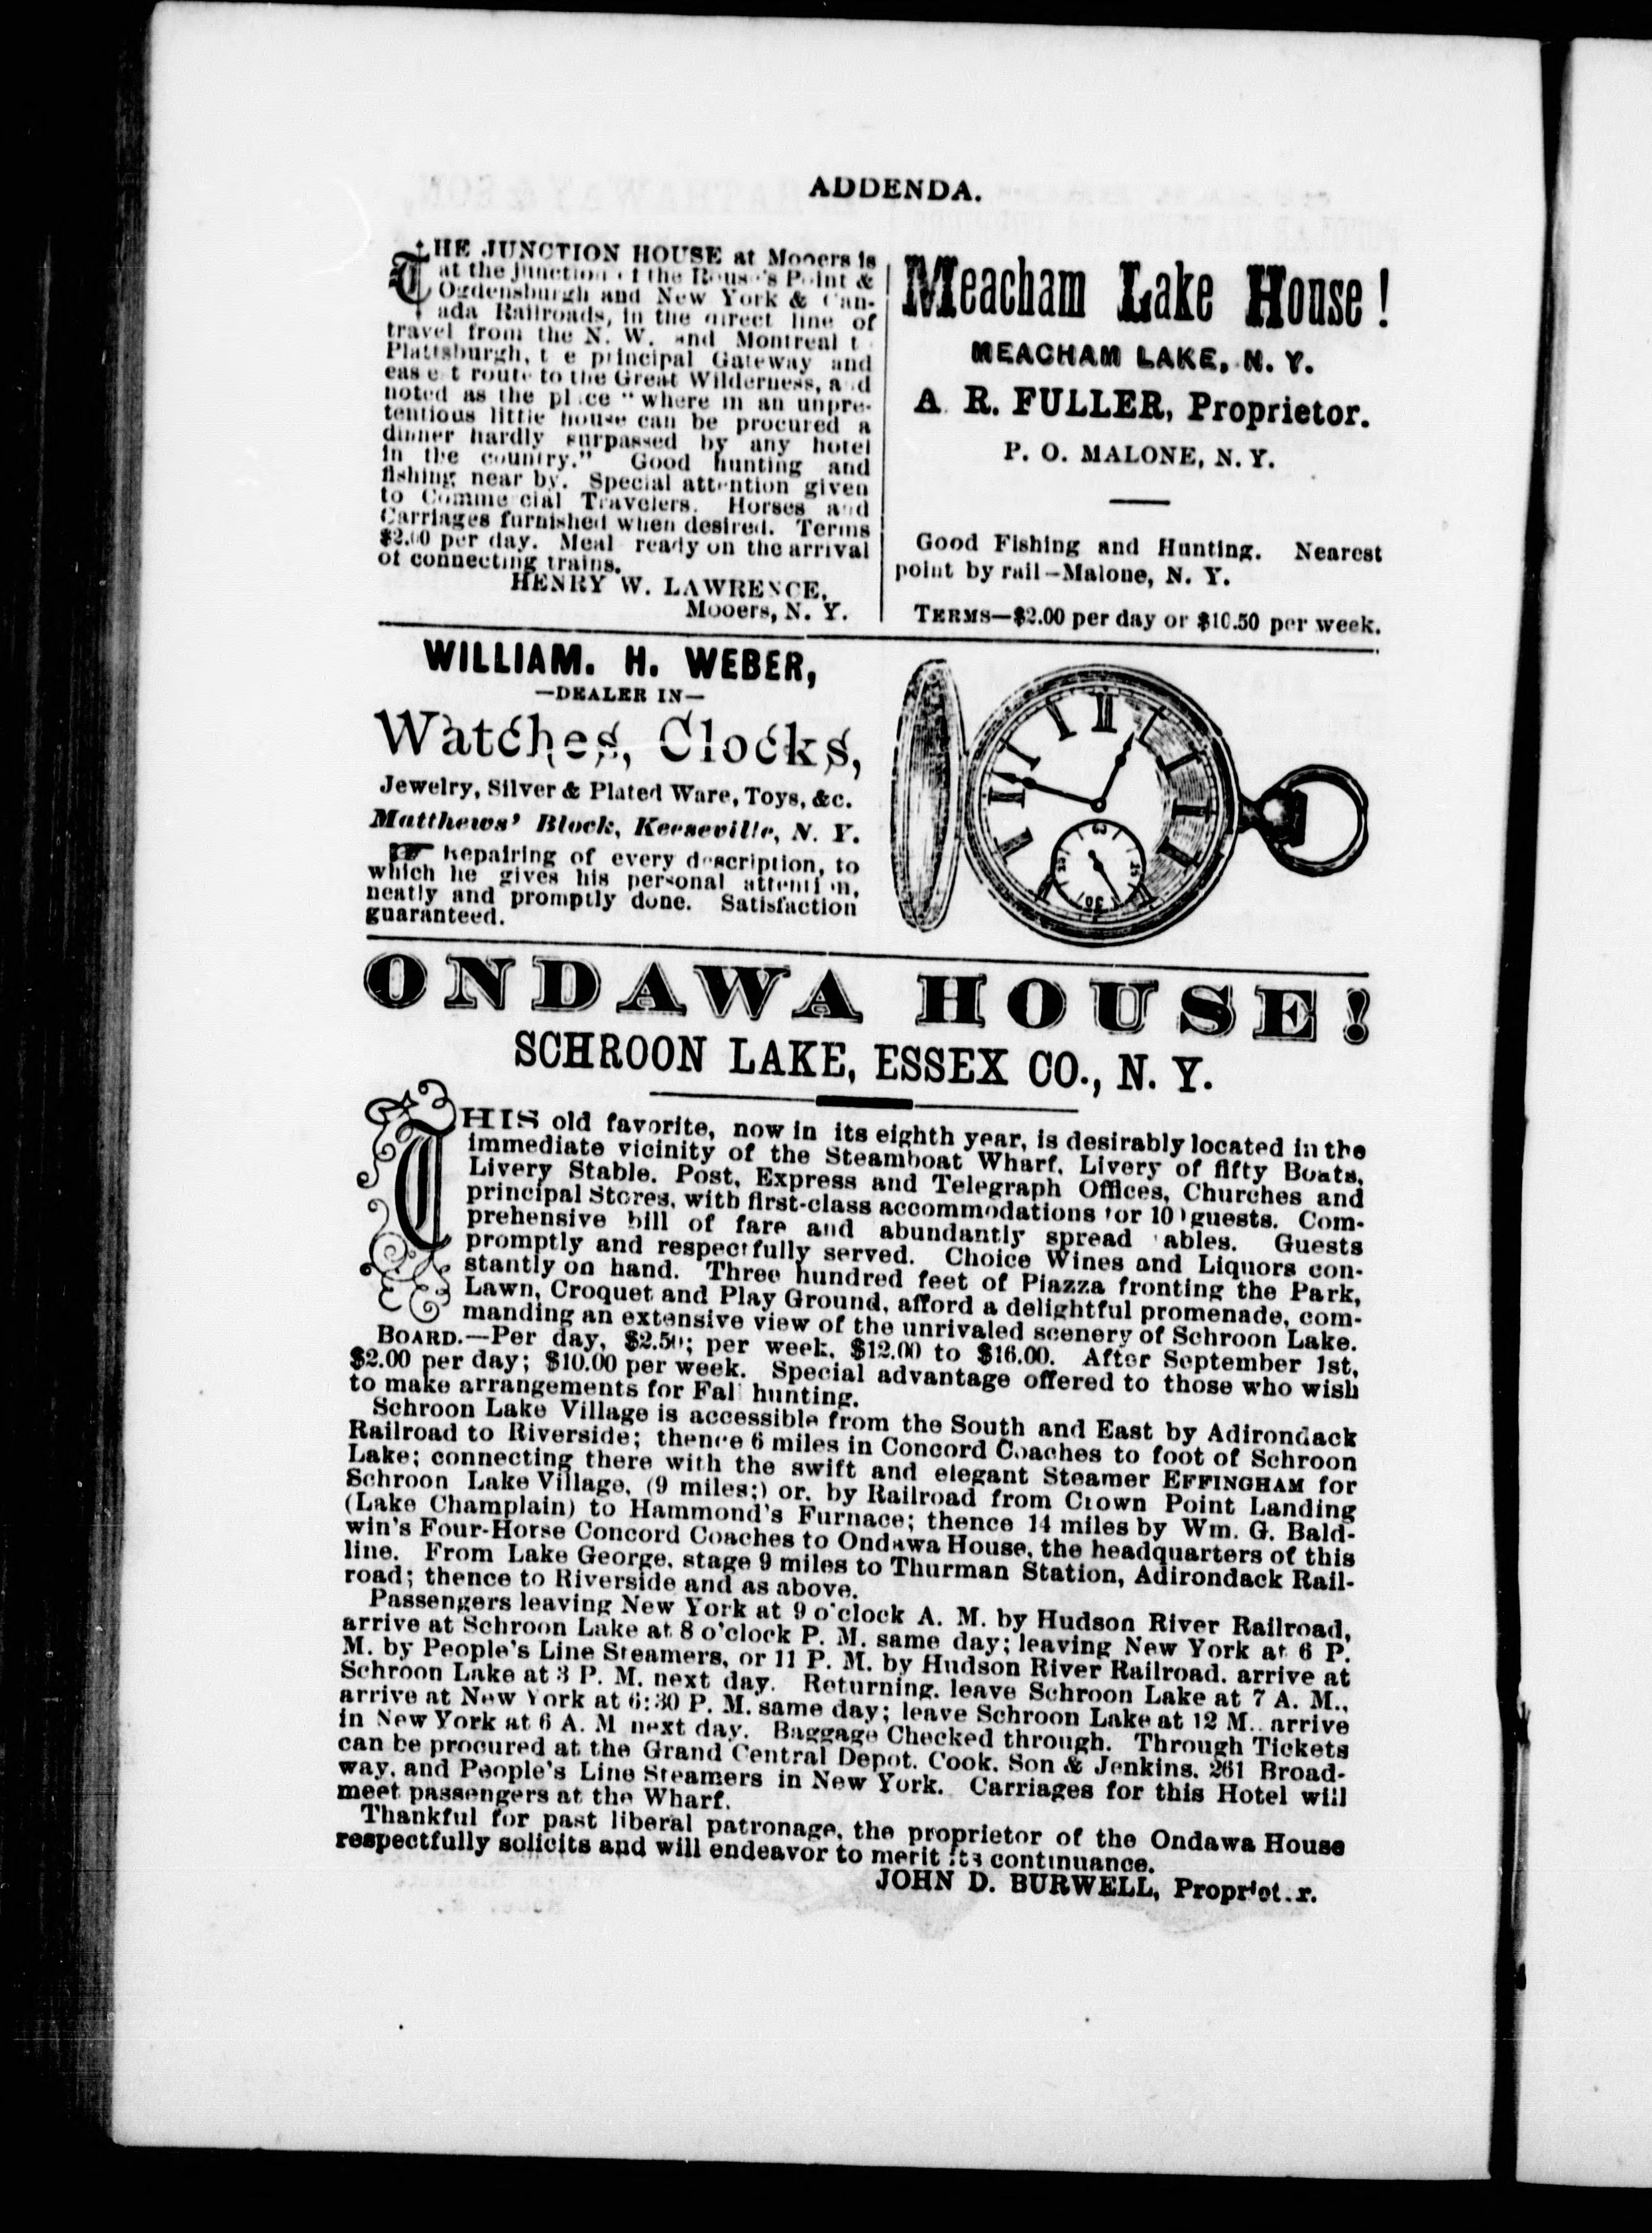 ADDENDA.
THE JUNCTION HOUSE at Mooers is
at the junction of the Rouse's Point &
Ogdensburgh and New York & Can-
ada Railroads, in the direct line of
travel from the N. W. and Montreal t
Plattsburgh, t e principal Gateway and
eas e t route to the Great Wilderness, a d
noted as the pl ce "where in an unpre-
tentious little house can be procured a
dinner hardly surpassed by any hotel
in the country." Good hunting and
fishing near by. Special attention given
to Comme cial Travelers. Horses and
Carriages furnished when desired. Terms
$2.00 per day. Meal ready on the arrival
of connecting trains.
HENRY W. LAWRENCE,
Mooers, N. Y.
Meacham Lake House!
MEACHAM LAKE, N. Y.
A. R. FULLER, Proprietor.
P. O. MALONE, N. Y.
Good Fishing and Hunting. Nearest
point by rail—Malone, N. Y.
TERMS—$2.00 per day or $10.50 per week.
WILLIAM. H. WEBER,
—DEALER IN—
Watches, Clocks,
Jewelry, Silver & Plated Ware, Toys, &c.
Matthews' Block, Keeseville, N. Y.
☞ Repairing of every description, to
which he gives his personal attention,
neatly and promptly done. Satisfaction
guaranteed.
ONDAWA HOUSE!
SCHROON LAKE, ESSEX CO., N. Y.
THIS old favorite, now in its eighth year, is desirably located in the
immediate vicinity of the Steamboat Wharf, Livery of fifty Boats,
Livery Stable, Post, Express and Telegraph Offices, Churches and
principal Stores, with first-class accommodations for 100 guests. Com-
prehensive bill of fare and abundantly spread ables. Guests
promptly and respectfully served. Choice Wines and Liquors con-
stantly on hand. Three hundred feet of Piazza fronting the Park,
Lawn, Croquet and Play Ground, afford a delightful promenade, com-
manding an extensive view of the unrivaled scenery of Schroon Lake.
BOARD.—Per day, $2.50; per week, $12.00 to $16.00. After September 1st,
$2.00 per day; $10.00 per week. Special advantage offered to those who wish
to make arrangements for Fall hunting.
Schroon Lake Village is accessible from the South and East by Adirondack
Railroad to Riverside; thence 6 miles in Concord Coaches to foot of Schroon
Lake; connecting there with the swift and elegant Steamer EFFINGHAM for
Schroon Lake Village, (9 miles;) or, by Railroad from Crown Point Landing
(Lake Champlain) to Hammond's Furnace; thence 14 miles by Wm. G. Bald-
win's Four-Horse Concord Coaches to Ondawa House, the headquarters of this
line. From Lake George, stage 9 miles to Thurman Station, Adirondack Rail-
road; thence to Riverside and as above.
Passengers leaving New York at 9 o'clock A. M. by Hudson River Railroad,
arrive at Schroon Lake at 8 o'clock P. M. same day; leaving New York at 6 P.
M. by People's Line Steamers, or 11 P. M. by Hudson River Railroad, arrive at
Schroon Lake at 3 P. M. next day. Returning, leave Schroon Lake at 7 A. M.,
arrive at New York at 6:30 P. M. same day; leave Schroon Lake at 12 M., arrive
in New York at 6 A. M next day. Baggage Checked through. Through Tickets
can be procured at the Grand Central Depot, Cook, Son & Jenkins, 261 Broad-
way, and People's Line Steamers in New York. Carriages for this Hotel will
meet passengers at the Wharf.
Thankful for past liberal patronage, the proprietor of the Ondawa House
respectfully solicits and will endeavor to merit its continuance.
JOHN D. BURWELL, Proprietor.